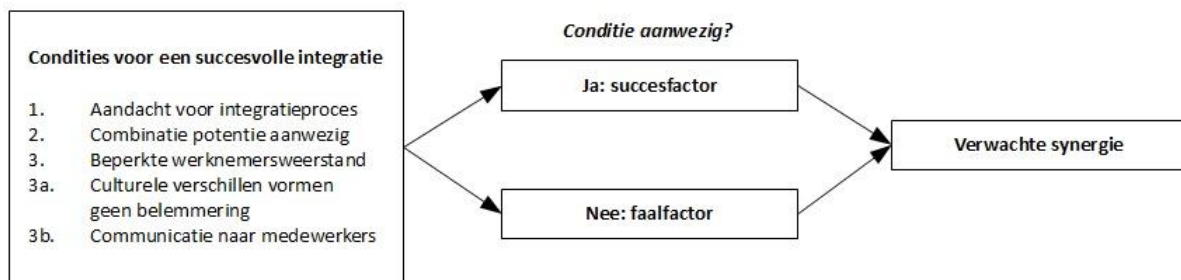 Conditie aanwezig?
Condities voor een succesvolle integratie
1. Aandacht voor integratieproces
2. Combinatie potentie aanwezig
3. Beperkte werknemersweerstand
3a. Culturele verschillen vormen
geen belemmering
3b. Communicatie naar medewerkers
Ja: succesfactor
Nee: faalfactor
Verwachte synergie